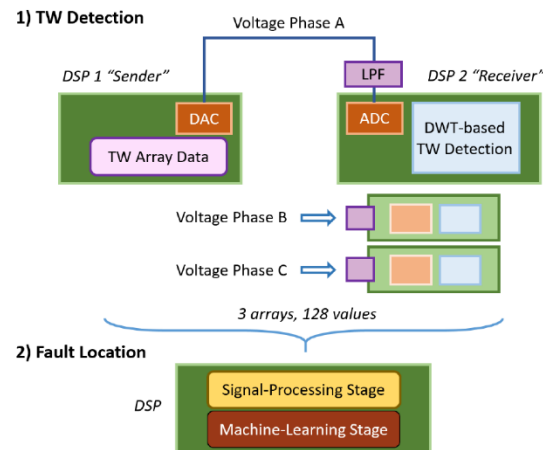 1) TW Detection
Voltage Phase A
DSP 1 “Sender”
LPF
DSP 2 “Receiver”
DAC
TW Array Data
ADC
DWT-based
TW Detection
Voltage Phase B
Voltage Phase C
3 arrays, 128 values
2) Fault Location
DSP
Signal-Processing Stage
Machine-Learning Stage